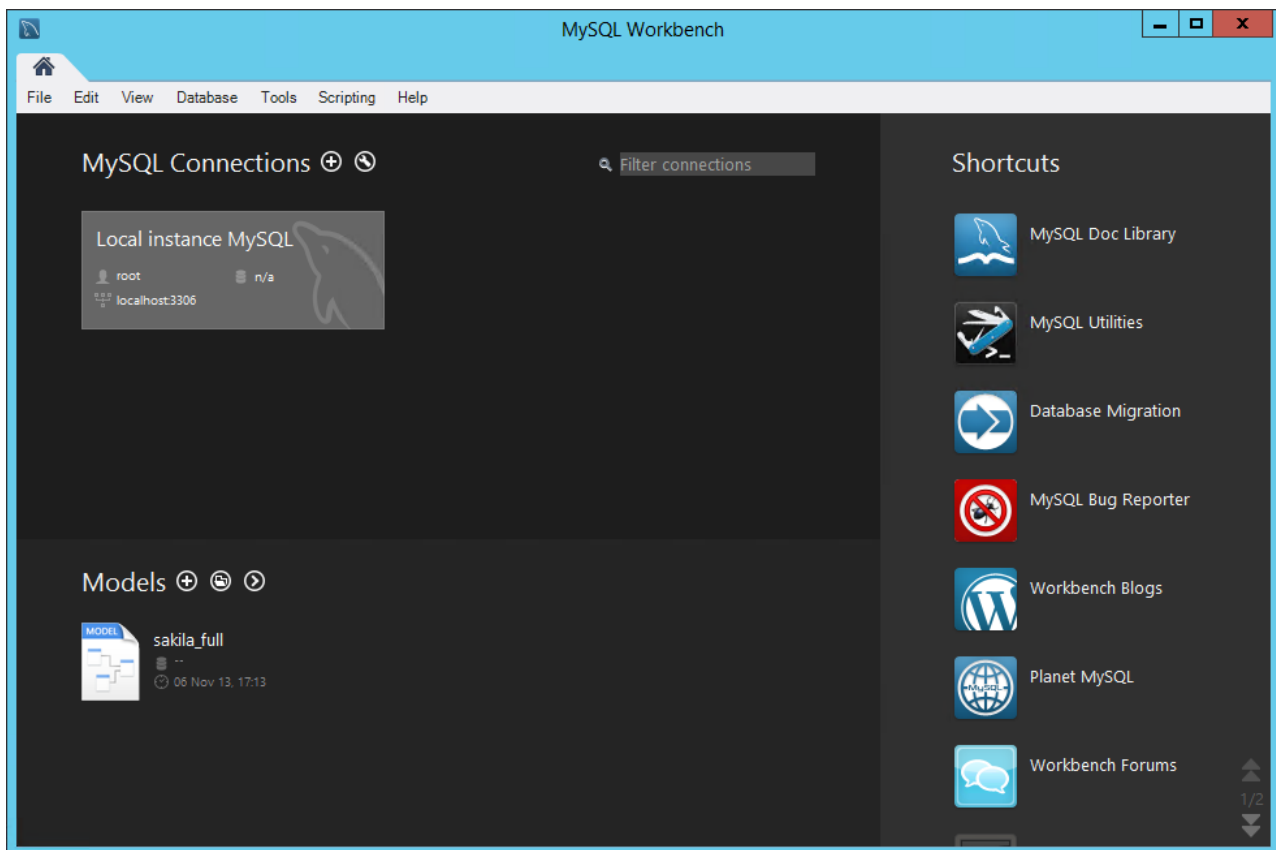 MySQL Workbench
File Edit View Database Tools Scripting Help
MySQL Connections
Filter connections
Local instance MySQL
root
n/a
localhost:3306
Models
MODEL
sakila_full
--
06 Nov 13, 17:13
Shortcuts
MySQL Doc Library
MySQL Utilities
Database Migration
MySQL Bug Reporter
Workbench Blogs
MySQL
Planet MySQL
Workbench Forums
1/2